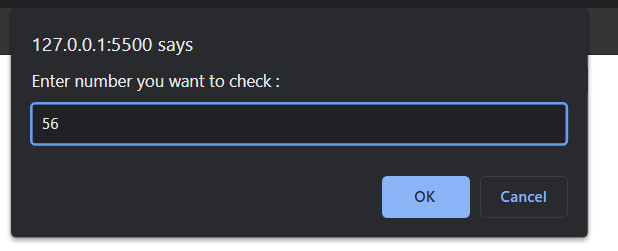 127.0.0.1:5500 says
Enter number you want to check :
56
OK
Cancel